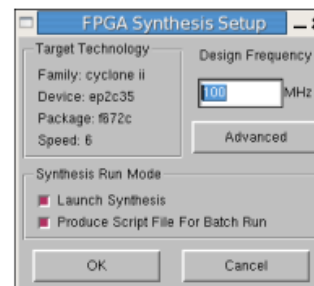 FPGA Synthesis Setup
Target Technology
Family: cyclone ii
Device: ep2c35
Package: f672c
Speed: 6
Design Frequency
100 MHz
Advanced
Synthesis Run Mode
Launch Synthesis
Produce Script File For Batch Run
OK
Cancel